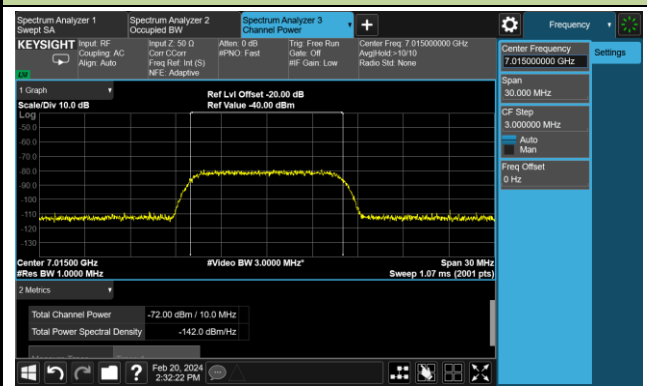 Spectrum Analyzer 1
Swept SA
Spectrum Analyzer 2
Occupied BW
Spectrum Analyzer 3
Channel Power
Frequency
KEYSIGHT
Input: RF
Coupling: AC
Align: Auto
Input Z: 50 Ω
Corr CCorr
Freq Ref: Int (S)
NFE: Adaptive
Atten: 0 dB
#PNO: Fast
Trig: Free Run
Gate: Off
#IF Gain: Low
Center Freq: 7.015000000 GHz
Avg|Hold:>10/10
Radio Std: None
Center Frequency
7.015000000 GHz
Settings
Span
30.000 MHz
CF Step
3.000000 MHz
Auto
Man
Freq Offset
0 Hz
1 Graph
Scale/Div 10.0 dB
Ref Lvl Offset -20.00 dB
Ref Value -40.00 dBm
Log
-50.0
-60.0
-70.0
-80.0
-90.0
-100
-110
-120
-130
Center 7.01500 GHz
#Video BW 3.0000 MHz*
Span 30 MHz
#Res BW 1.0000 MHz
Sweep 1.07 ms (2001 pts)
2 Metrics
Total Channel Power -72.00 dBm / 10.0 MHz
Total Power Spectral Density -142.0 dBm/Hz
?
Feb 20, 2024
2:32:22 PM